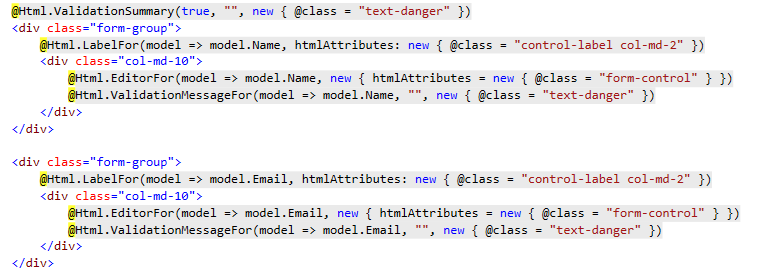 @Html.ValidationSummary(true, "", new { @class = "text-danger" })
<div class="form-group">
    @Html.LabelFor(model => model.Name, htmlAttributes: new { @class = "control-label col-md-2" })
    <div class="col-md-10">
        @Html.EditorFor(model => model.Name, new { htmlAttributes = new { @class = "form-control" } })
        @Html.ValidationMessageFor(model => model.Name, "", new { @class = "text-danger" })
    </div>
</div>

<div class="form-group">
    @Html.LabelFor(model => model.Email, htmlAttributes: new { @class = "control-label col-md-2" })
    <div class="col-md-10">
        @Html.EditorFor(model => model.Email, new { htmlAttributes = new { @class = "form-control" } })
        @Html.ValidationMessageFor(model => model.Email, "", new { @class = "text-danger" })
    </div>
</div>